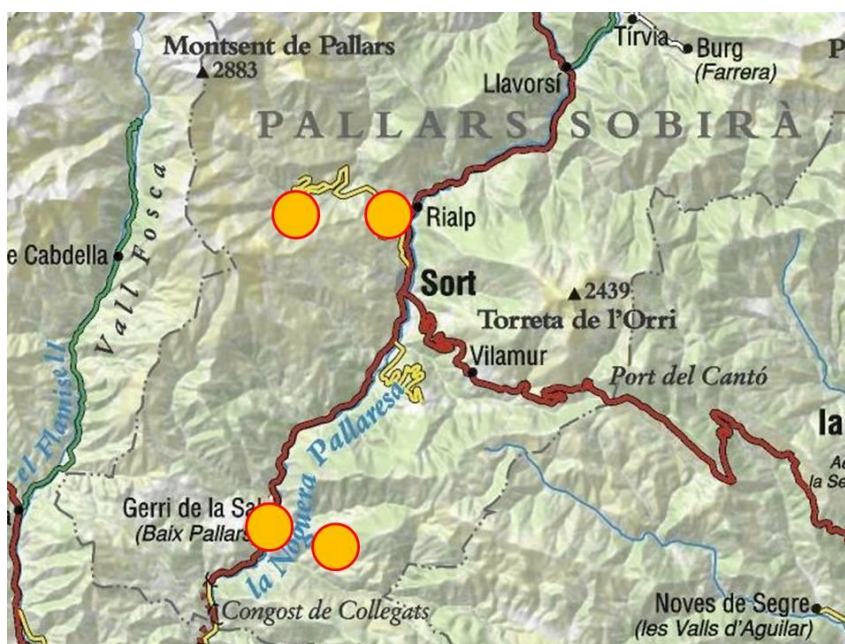 Tírvia
Burg
(Farrera)
Montsent de Pallars
2883
Llavorsí
PALLARS SOBIRÀ
Rialp
e Cabdella
Vall Fosca
Sort
2439
Torreta de l'Orri
Vilamur
Port del Cantó
la
el Flamisell
la Noguera Pallaresa
Gerri de la Sal
(Baix Pallars
Congost de Collegats
Noves de Segre
(les Valls d'Aguilar)